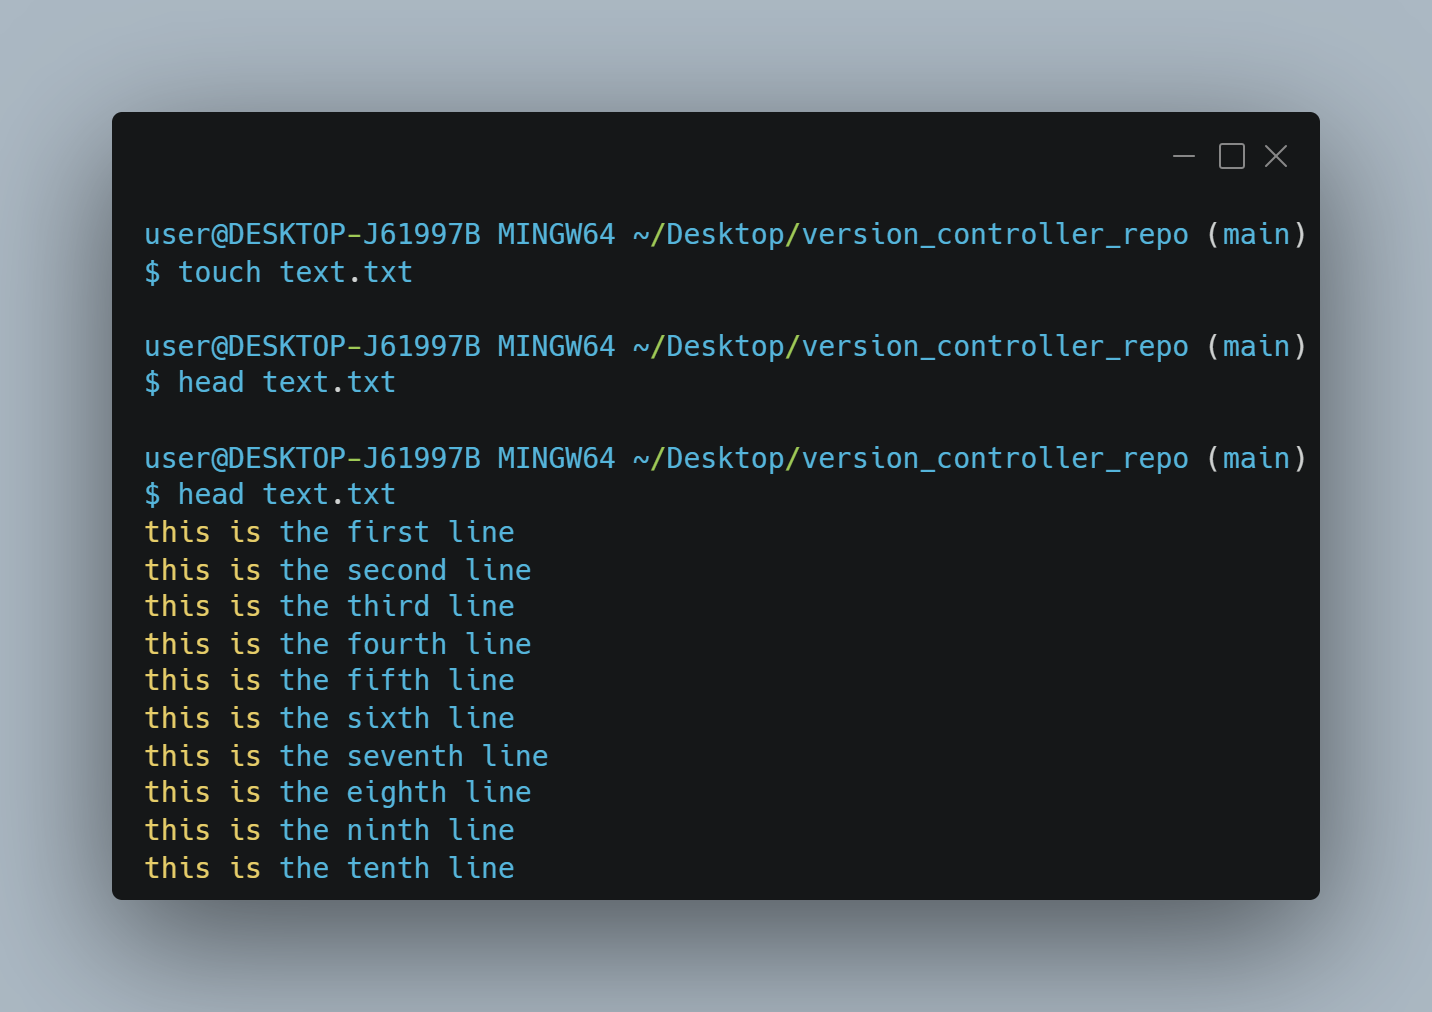 user@DESKTOP-J61997B MINGW64 ~/Desktop/version_controller_repo (main)
$ touch text.txt
user@DESKTOP-J61997B MINGW64 ~/Desktop/version_controller_repo (main)
$ head text.txt
user@DESKTOP-J61997B MINGW64 ~/Desktop/version_controller_repo (main)
$ head text.txt
this is the first line
this is the second line
this is the third line
this is the fourth line
this is the fifth line
this is the sixth line
this is the seventh line
this is the eighth line
this is the ninth line
this is the tenth line